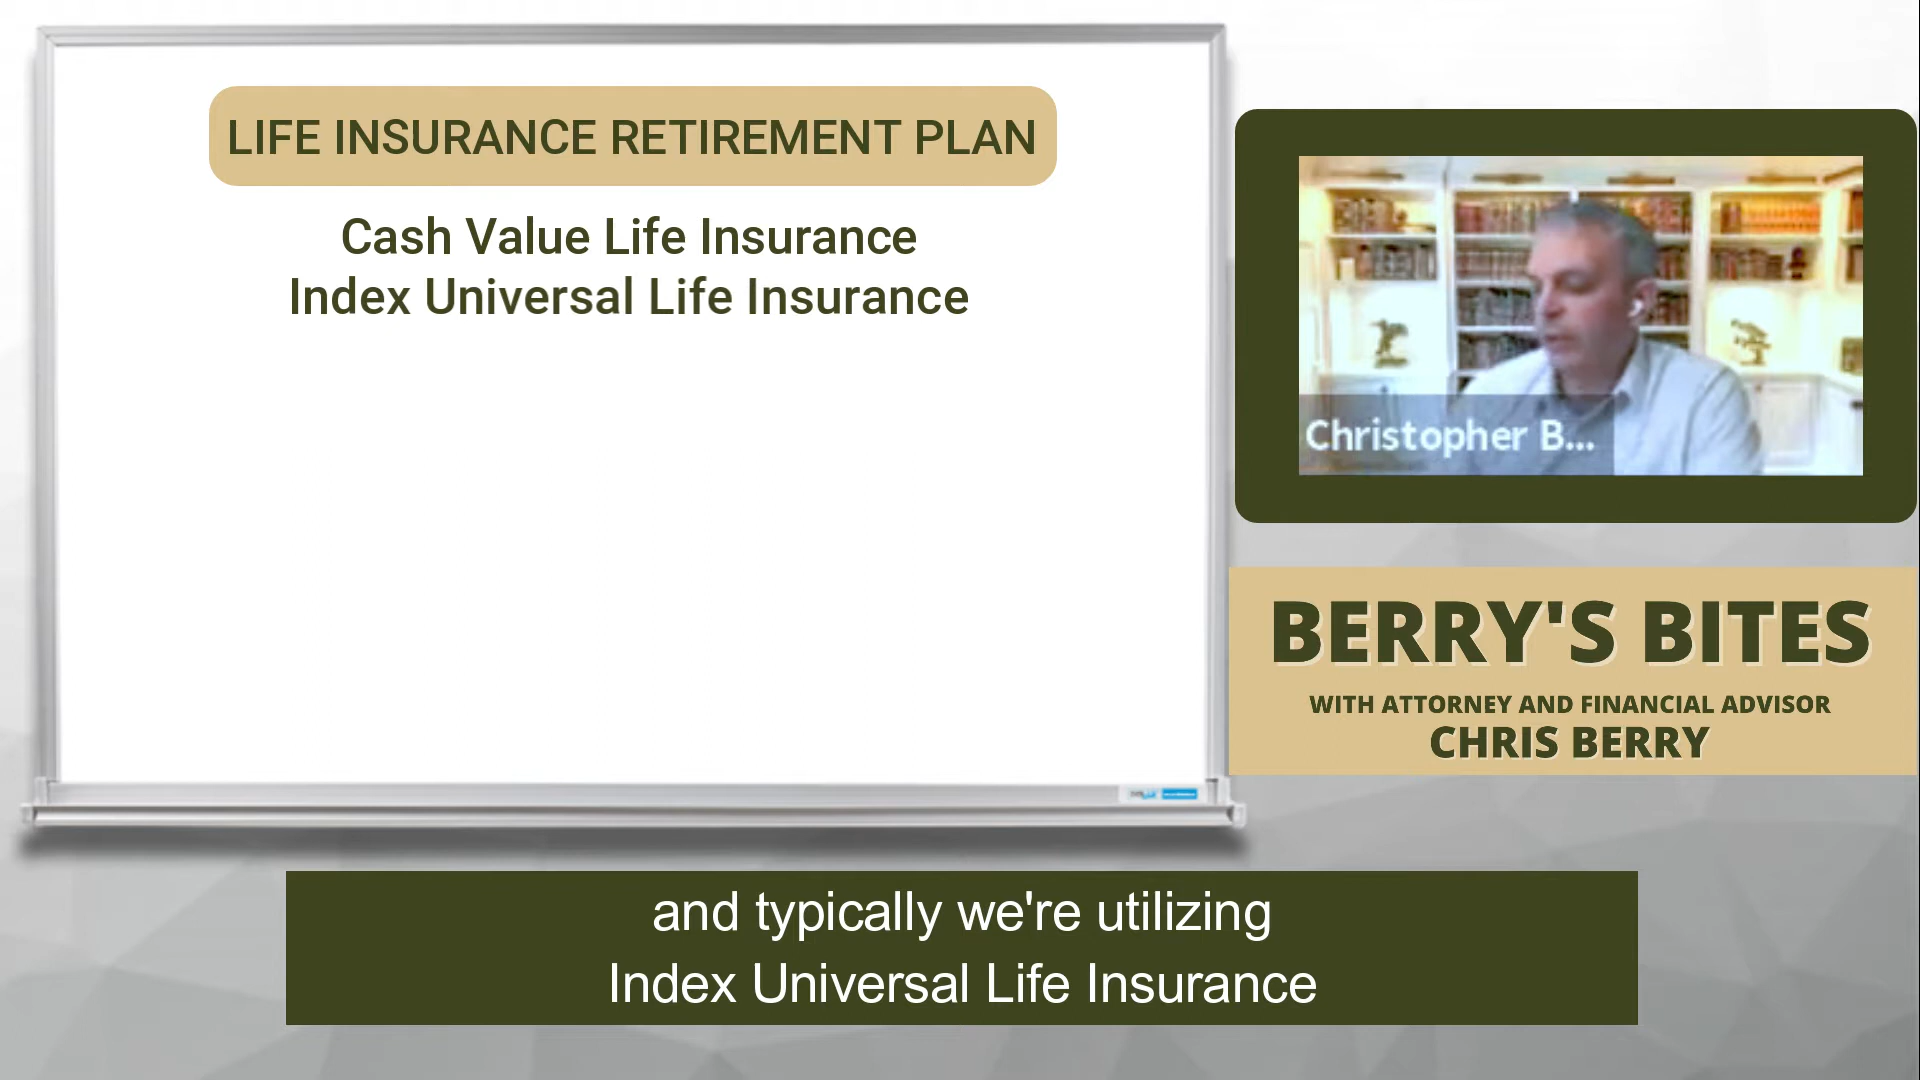 LIFE INSURANCE RETIREMENT PLAN
Cash Value Life Insurance
Index Universal Life Insurance
Christopher B...
BERRY'S BITES
WITH ATTORNEY AND FINANCIAL ADVISOR
CHRIS BERRY
and typically we're utilizing
Index Universal Life Insurance